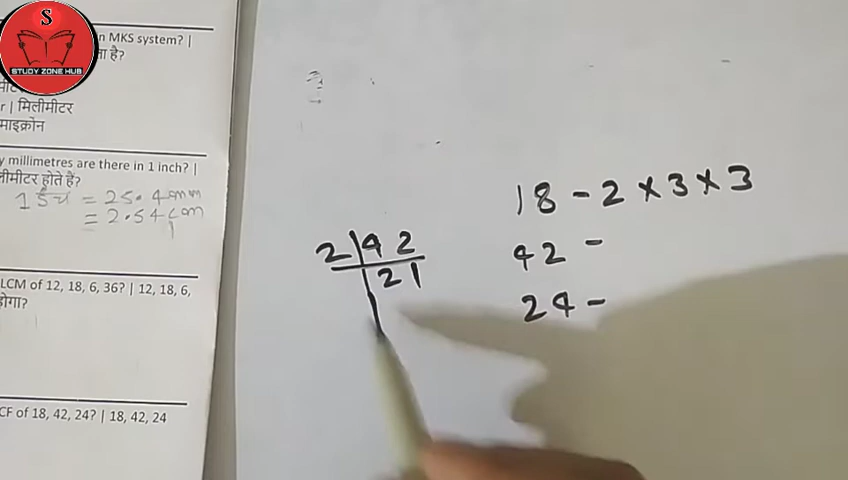 S
STUDY ZONE HUB
n MKS system? |
ा है?
r | मिलीमीटर
माइक्रोन
y millimetres are there in 1 inch? |
लीमीटर होते हैं?
1 इंच = 25.4 mm
= 2.54 cm
LCM of 12, 18, 6, 36? | 12, 18, 6,
होगा?
CF of 18, 42, 24? | 18, 42, 24
2 | 42
21
18 - 2 × 3 × 3
42 -
24 -